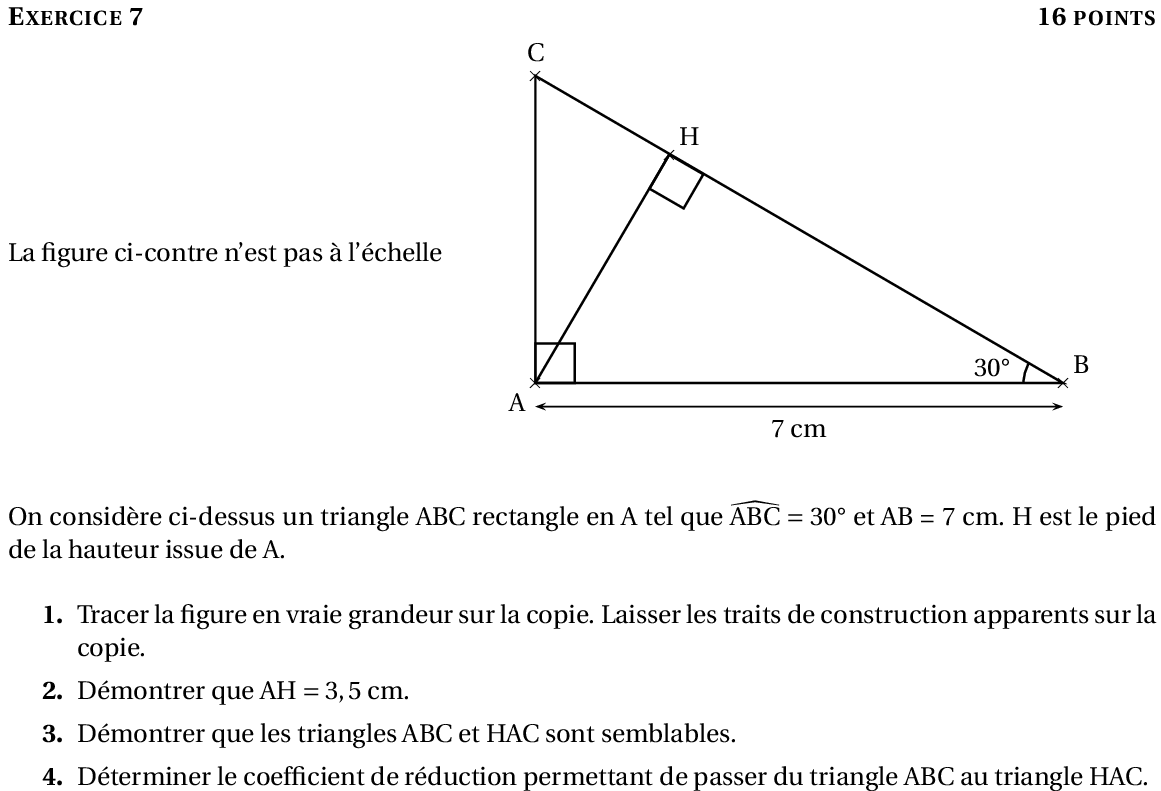 EXERCICE 7 16 POINTS
C
H
La figure ci-contre n'est pas à l'échelle
30°
B
A
7 cm
On considère ci-dessus un triangle ABC rectangle en A tel que \widehat{ABC} = 30° et AB = 7 cm. H est le pied
de la hauteur issue de A.
1. Tracer la figure en vraie grandeur sur la copie. Laisser les traits de construction apparents sur la
copie.
2. Démontrer que AH = 3,5 cm.
3. Démontrer que les triangles ABC et HAC sont semblables.
4. Déterminer le coefficient de réduction permettant de passer du triangle ABC au triangle HAC.